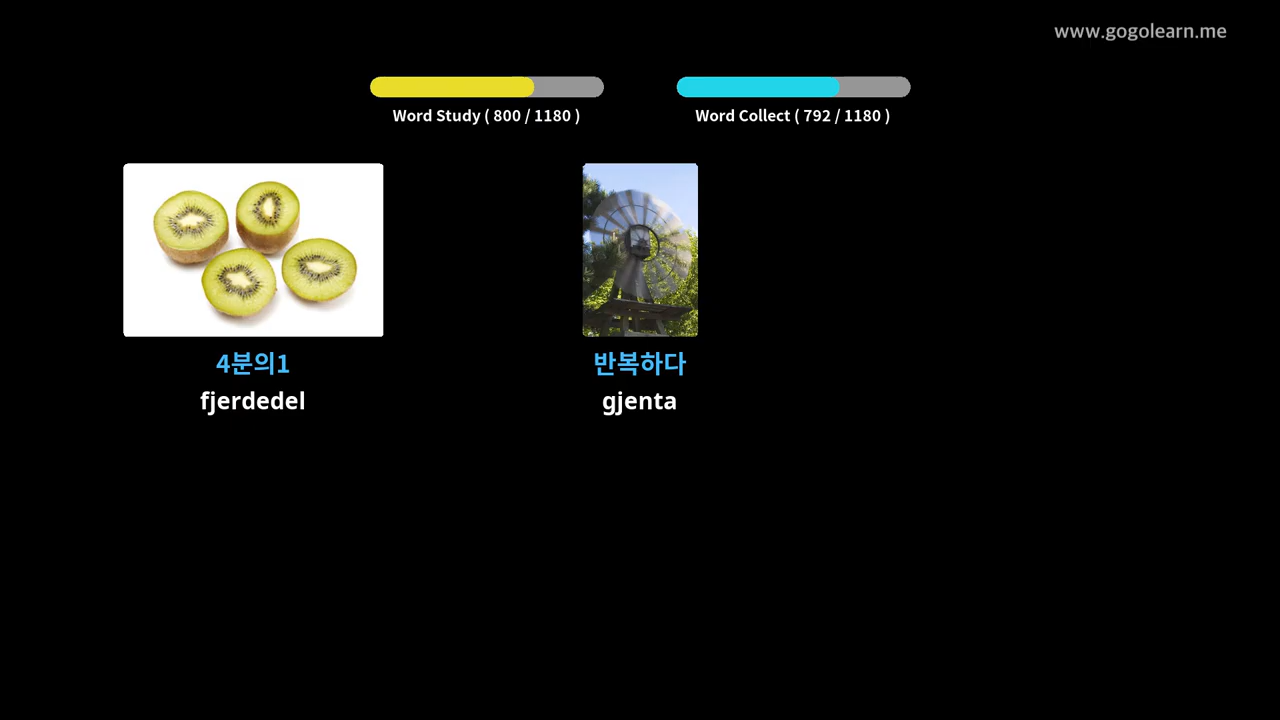 www.gogolearn.me
Word Study ( 800 / 1180 )
Word Collect ( 792 / 1180 )
4분의1
fjerdedel
반복하다
gjenta